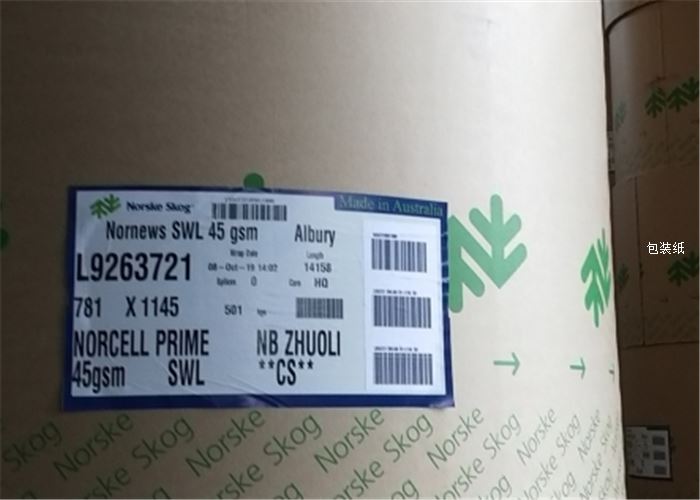 Norske Skog
Made in Australia
Nornews SWL 45 gsm Albury
Wrap Date Length
L9263721 08-Oct-19 14:02 14158
Splices 0 Core HQ
781 X 1145 501 kgs
NORCELL PRIME NB ZHUOLI
45gsm SWL **CS**
包装纸
Norske Skog
Norske Skog
Norske Skog
Norske Skog